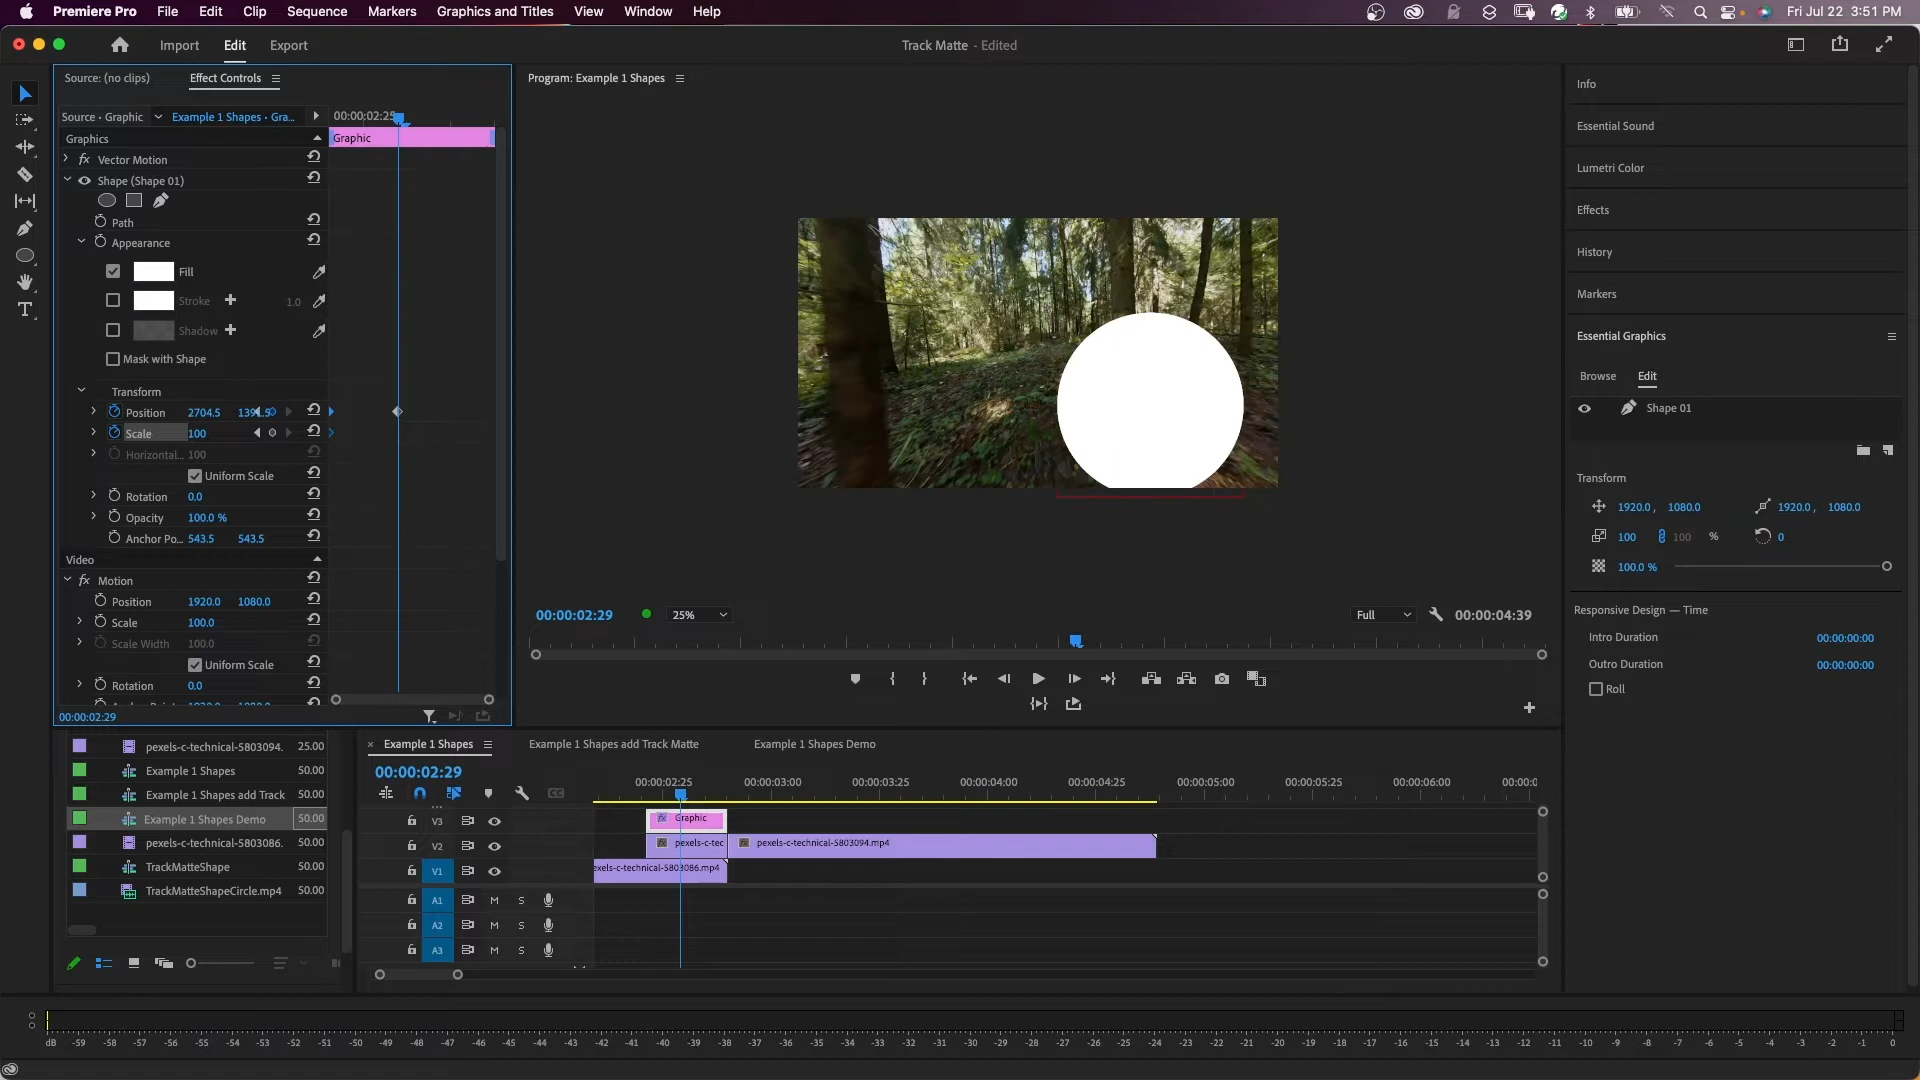 Premiere Pro File Edit Clip Sequence Markers Graphics and Titles View Window Help
Fri Jul 22 3:51 PM
Import Edit Export
Track Matte - Edited
Source: (no clips) Effect Controls
Program: Example 1 Shapes
Source • Graphic Example 1 Shapes • Gra...
00:00:02:29
Graphics
Graphic
fx Vector Motion
Shape (Shape 01)
Path
Appearance
Fill
Stroke 1.0
Shadow
Mask with Shape
Transform
Position 2704.5
Scale 100
Horizontal... 100
Uniform Scale
Rotation 0.0
Opacity 100.0 %
Anchor Po... 543.5 543.5
Video
fx Motion
Position 1920.0 1080.0
Scale 100.0
Scale Width 100.0
Uniform Scale
Rotation 0.0
00:00:02:29
00:00:02:29 25% Full 00:00:04:39
Info
Essential Sound
Lumetri Color
Effects
History
Markers
Essential Graphics
Browse Edit
Shape 01
Transform
1920.0 , 1080.0 1920.0 , 1080.0
100 100 % 0
100.0 %
Responsive Design — Time
Intro Duration 00:00:00:00
Outro Duration 00:00:00:00
Roll
pexels-c-technical-5803094. 25.00
Example 1 Shapes 50.00
Example 1 Shapes add Track 50.00
Example 1 Shapes Demo 50.00
pexels-c-technical-5803086. 50.00
TrackMatteShape 50.00
TrackMatteShapeCircle.mp4 50.00
× Example 1 Shapes Example 1 Shapes add Track Matte Example 1 Shapes Demo
00:00:02:29
00:00:02:25 00:00:03:00 00:00:03:25 00:00:04:00 00:00:04:25 00:00:05:00 00:00:05:25 00:00:06:00 00:00:0
V3 fx Graphic
V2 fx pexels-c-tec fx pexels-c-technical-5803094.mp4
V1 exels-c-technical-5803086.mp4
A1 M S
A2 M S
A3 M S
dB -59 -58 -57 -56 -55 -54 -53 -52 -51 -50 -49 -48 -47 -46 -45 -44 -43 -42 -41 -40 -39 -38 -37 -36 -35 -34 -33 -32 -31 -30 -29 -28 -27 -26 -25 -24 -23 -22 -21 -20 -19 -18 -17 -16 -15 -14 -13 -12 -11 -10 -9 -8 -7 -6 -5 -4 -3 -2 -1 0